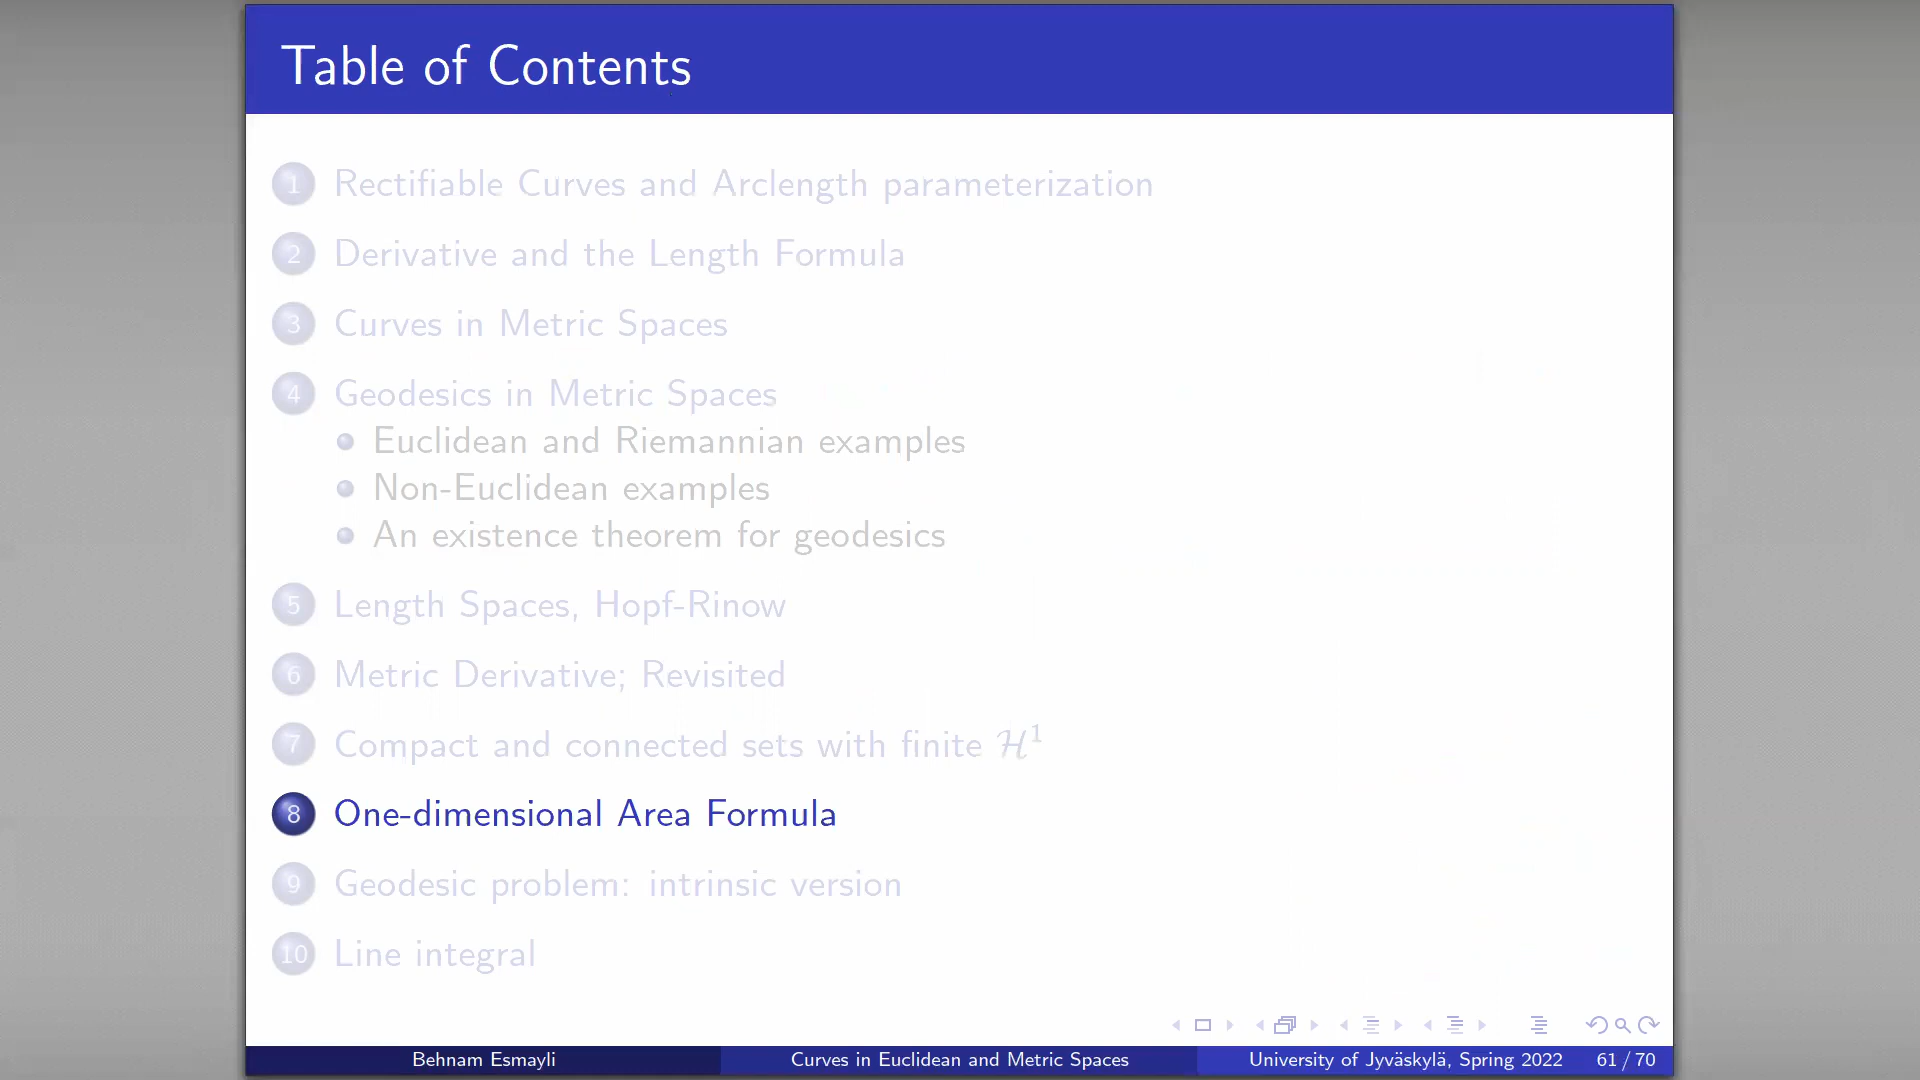 Table of Contents
1 Rectifiable Curves and Arclength parameterization
2 Derivative and the Length Formula
3 Curves in Metric Spaces
4 Geodesics in Metric Spaces
Euclidean and Riemannian examples
Non-Euclidean examples
An existence theorem for geodesics
5 Length Spaces, Hopf-Rinow
6 Metric Derivative; Revisited
7 Compact and connected sets with finite ℋ¹
8 One-dimensional Area Formula
9 Geodesic problem: intrinsic version
10 Line integral
Behnam Esmayli Curves in Euclidean and Metric Spaces University of Jyväskylä, Spring 2022 61 / 70